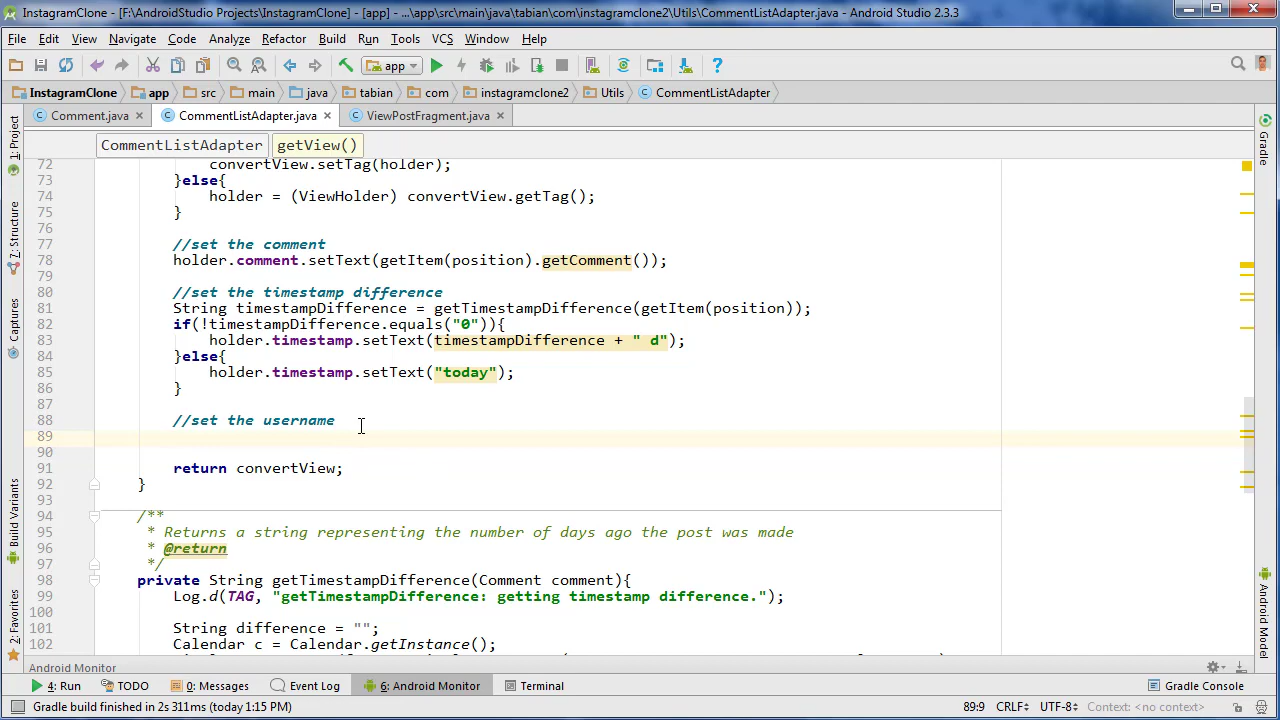 InstagramClone - [F:\AndroidStudio Projects\InstagramClone] - [app] - ...\app\src\main\java\tabian\com\instagramclone2\Utils\CommentListAdapter.java - Android Studio 2.3.3
File Edit View Navigate Code Analyze Refactor Build Run Tools VCS Window Help
app
InstagramClone app src main java tabian com instagramclone2 Utils CommentListAdapter
Comment.java CommentListAdapter.java ViewPostFragment.java
CommentListAdapter getView()
72 convertView.setTag(holder);
73 }else{
74 holder = (ViewHolder) convertView.getTag();
75 }
76
77 //set the comment
78 holder.comment.setText(getItem(position).getComment());
79
80 //set the timestamp difference
81 String timestampDifference = getTimestampDifference(getItem(position));
82 if(!timestampDifference.equals("0")){
83 holder.timestamp.setText(timestampDifference + " d");
84 }else{
85 holder.timestamp.setText("today");
86 }
87
88 //set the username
89
90
91 return convertView;
92 }
93
94 /**
95 * Returns a string representing the number of days ago the post was made
96 * @return
97 */
98 private String getTimestampDifference(Comment comment){
99 Log.d(TAG, "getTimestampDifference: getting timestamp difference.");
100
101 String difference = "";
102 Calendar c = Calendar.getInstance();
1: Project
7: Structure
Captures
Build Variants
2: Favorites
Gradle
Android Model
Android Monitor
4: Run TODO 0: Messages Event Log 6: Android Monitor Terminal Gradle Console
Gradle build finished in 2s 311ms (today 1:15 PM) 89:9 CRLF UTF-8 Context: <no context>